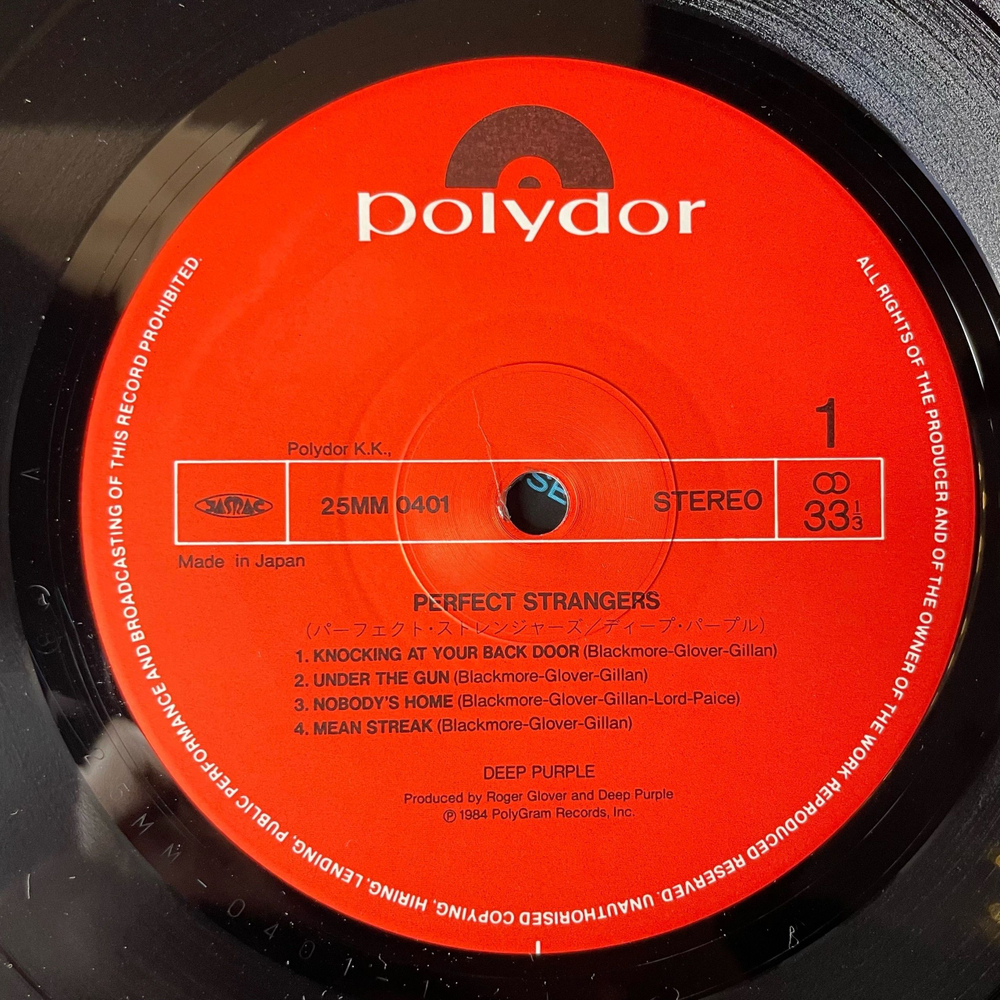 polydor
ALL RIGHTS OF THE PRODUCER AND OF THE OWNER OF THE WORK REPRODUCED RESERVED. UNAUTHORISED COPYING, HIRING, LENDING, PUBLIC PERFORMANCE AND BROADCASTING OF THIS RECORD PROHIBITED.
1
Polydor K.K.,
JASRAC
25MM 0401
STEREO
33 1/3
Made in Japan
PERFECT STRANGERS
(パーフェクト・ストレンジャーズ/ディープ・パープル)
1. KNOCKING AT YOUR BACK DOOR (Blackmore-Glover-Gillan)
2. UNDER THE GUN (Blackmore-Glover-Gillan)
3. NOBODY'S HOME (Blackmore-Glover-Gillan-Lord-Paice)
4. MEAN STREAK (Blackmore-Glover-Gillan)
DEEP PURPLE
Produced by Roger Glover and Deep Purple
Ⓟ 1984 PolyGram Records, Inc.
SE